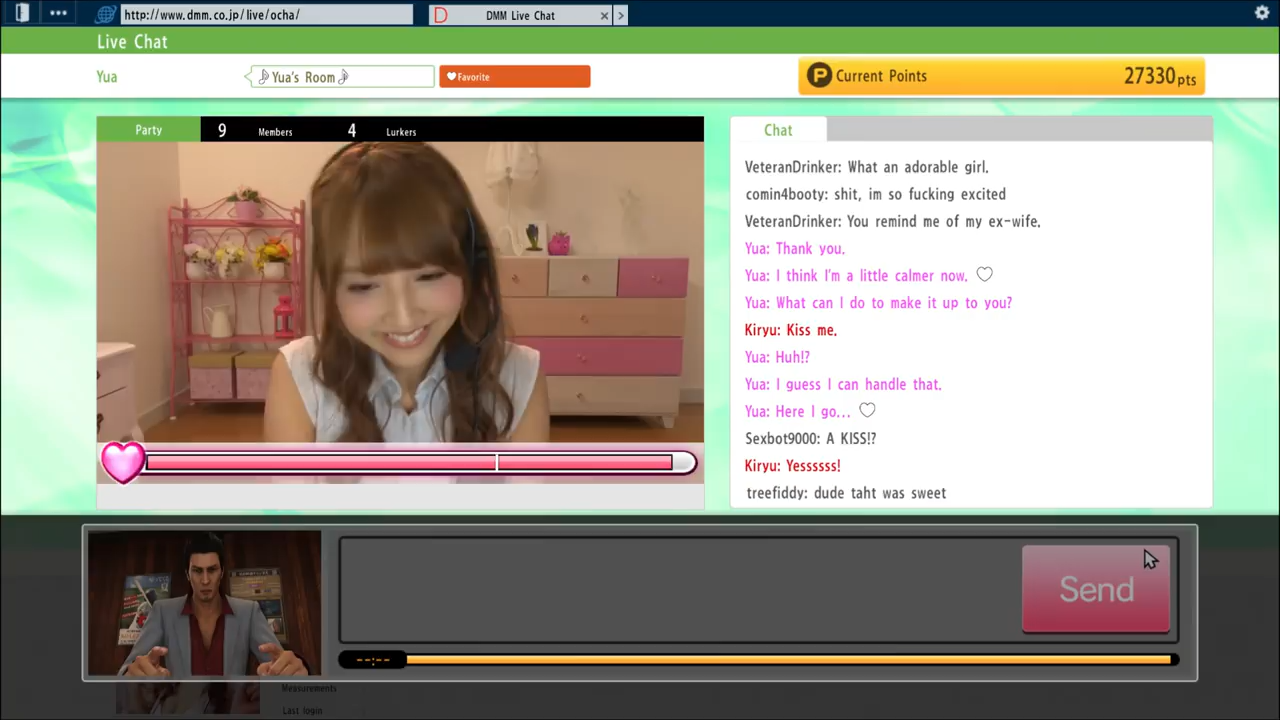 http://www.dmm.co.jp/live/ocha/
DMM Live Chat
Live Chat
Yua
Yua's Room
Favorite
P Current Points
27330 pts
Party
9 Members
4 Lurkers
Chat
VeteranDrinker: What an adorable girl.
comin4booty: shit, im so fucking excited
VeteranDrinker: You remind me of my ex-wife.
Yua: Thank you.
Yua: I think I'm a little calmer now. ♡
Yua: What can I do to make it up to you?
Kiryu: Kiss me.
Yua: Huh!?
Yua: I guess I can handle that.
Yua: Here I go... ♡
Sexbot9000: A KISS!?
Kiryu: Yessssss!
treefiddy: dude taht was sweet
Send
--:--
Measurements
Last login